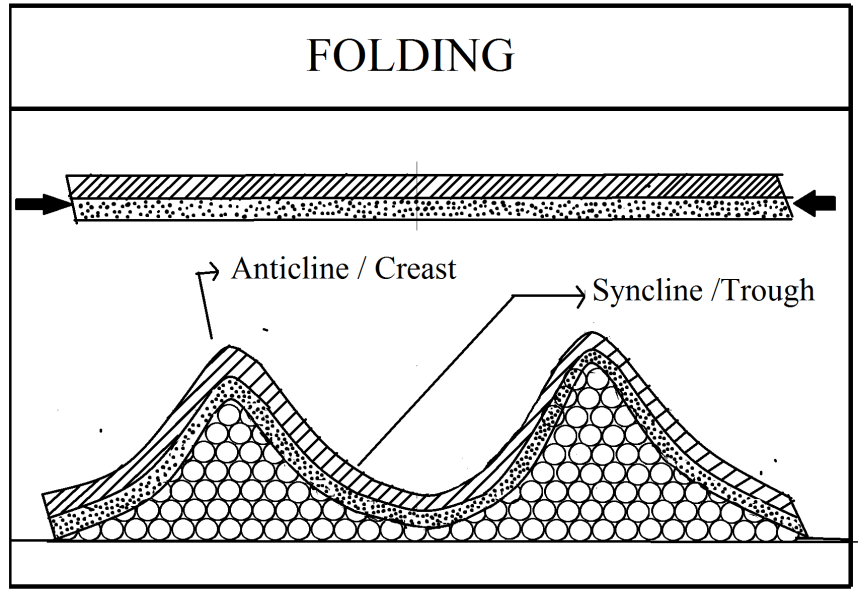 FOLDING
Anticline / Creast
Syncline /Trough